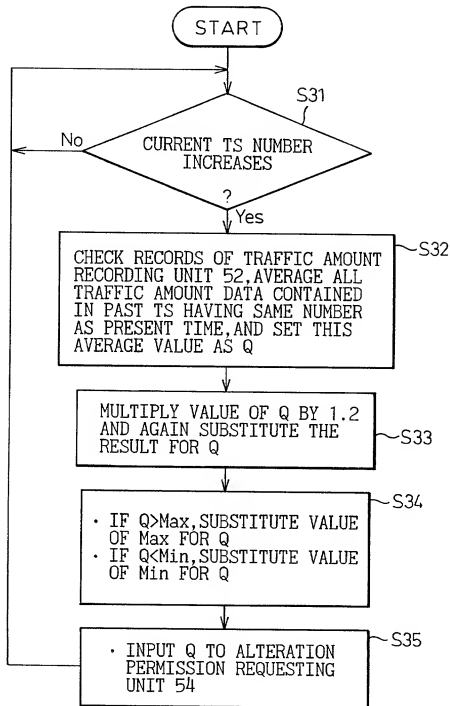 START
S31
No
CURRENT TS NUMBER
INCREASES
?
Yes
S32
CHECK RECORDS OF TRAFFIC AMOUNT
RECORDING UNIT 52,AVERAGE ALL
TRAFFIC AMOUNT DATA CONTAINED
IN PAST TS HAVING SAME NUMBER
AS PRESENT TIME,AND SET THIS
AVERAGE VALUE AS Q
MULTIPLY VALUE OF Q BY 1.2
AND AGAIN SUBSTITUTE THE
RESULT FOR Q
S33
S34
· IF Q>Max,SUBSTITUTE VALUE
OF Max FOR Q
· IF Q<Min,SUBSTITUTE VALUE
OF Min FOR Q
S35
· INPUT Q TO ALTERATION
PERMISSION REQUESTING
UNIT 54